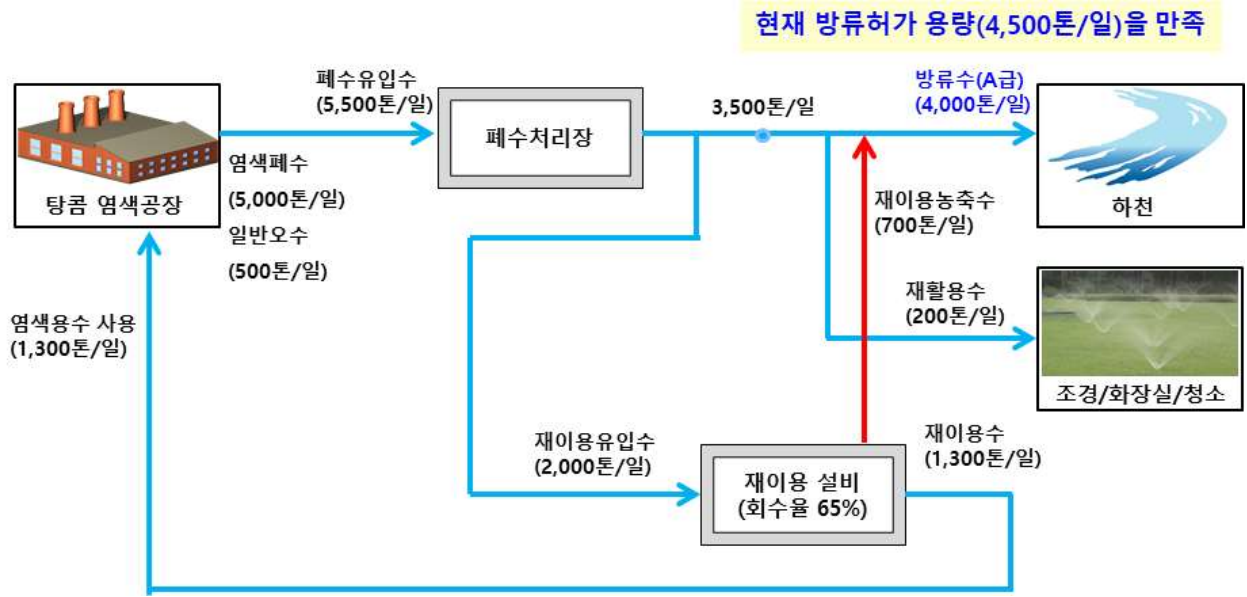 현재 방류허가 용량(4,500톤/일)을 만족
폐수유입수
(5,500톤/일)
방류수(A급)
(4,000톤/일)
3,500톤/일
폐수처리장
탕콤 염색공장
염색폐수
(5,000톤/일)
일반오수
(500톤/일)
재이용농축수
(700톤/일)
하천
염색용수 사용
(1,300톤/일)
재활용수
(200톤/일)
조경/화장실/청소
재이용유입수
(2,000톤/일)
재이용 설비
(회수율 65%)
재이용수
(1,300톤/일)